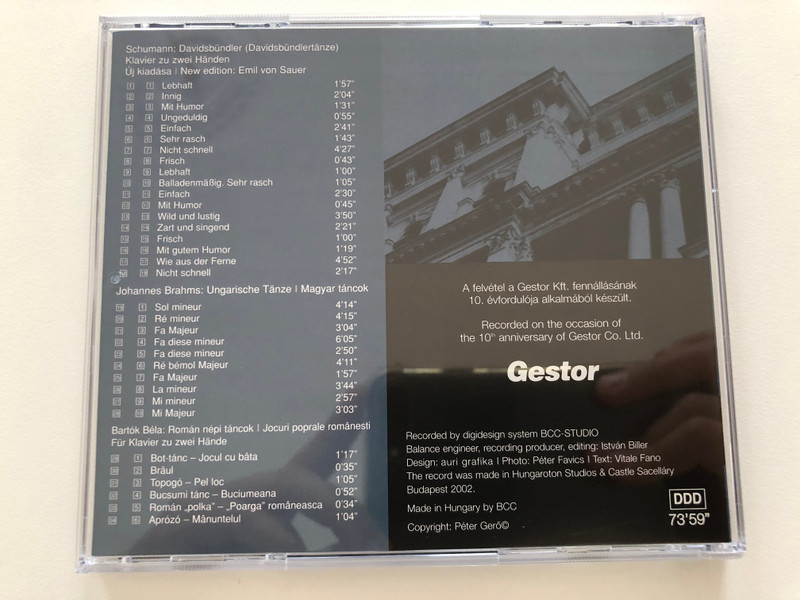 Schumann: Davidsbündler (Davidsbündlertänze)
Klavier zu zwei Händen
Új kiadása | New edition: Emil von Sauer
1 1 Lebhaft 1'57"
2 2 Innig 2'04"
3 3 Mit Humor 1'31"
4 4 Ungeduldig 0'55"
5 5 Einfach 2'41"
6 6 Sehr rasch 1'43"
7 7 Nicht schnell 4'27"
8 8 Frisch 0'43"
9 9 Lebhaft 1'00"
10 10 Balladenmäßig. Sehr rasch 1'05"
11 11 Einfach 2'30"
12 12 Mit Humor 0'45"
13 13 Wild und lustig 3'50"
14 14 Zart und singend 2'21"
15 15 Frisch 1'00"
16 16 Mit gutem Humor 1'19"
17 17 Wie aus der Ferne 4'52"
18 Nicht schnell 2'17"
Johannes Brahms: Ungarische Tänze | Magyar táncok
19 1 Sol mineur 4'14"
20 2 Ré mineur 4'15"
21 3 Fa Majeur 3'04"
22 4 Fa diese mineur 6'05"
23 5 Fa diese mineur 2'50"
24 6 Ré bémol Majeur 4'11"
25 7 Fa Majeur 1'57"
26 8 La mineur 3'44"
27 9 Mi mineur 2'57"
28 10 Mi Majeur 3'03"
Bartók Béla: Román népi táncok | Jocuri poprale românesti
Für Klavier zu zwei Hände
1 Bot-tánc – Jocul cu bâta 1'17"
2 Brâul 0'35"
3 Topogó – Pel loc 1'05"
4 Bucsumi tánc – Buciumeana 0'52"
5 Román „polka" – „Poarga" româneasca 0'34"
6 Aprózó – Mânuntelul 1'04"
A felvétel a Gestor Kft. fennállásának
10. évfordulója alkalmából készült.
Recorded on the occasion of
the 10th anniversary of Gestor Co. Ltd.
Gestor
Recorded by digidesign system BCC-STUDIO
Balance engineer, recording producer, editing: István Biller
Design: auri grafika | Photo: Péter Favics | Text: Vitale Fano
The record was made in Hungaroton Studios & Castle Sacelláry
Budapest 2002.
Made in Hungary by BCC
Copyright: Péter Gerő©
DDD
73'59"